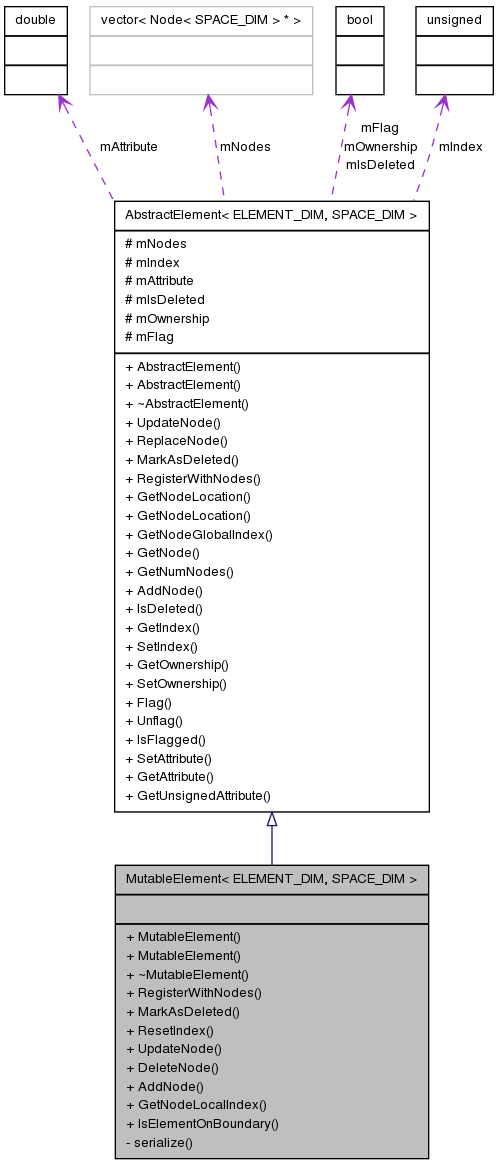 double
vector< Node< SPACE_DIM > * >
bool
unsigned
mAttribute
mNodes
mFlag
mOwnership
mIsDeleted
mIndex
AbstractElement< ELEMENT_DIM, SPACE_DIM >
# mNodes
# mIndex
# mAttribute
# mIsDeleted
# mOwnership
# mFlag
+ AbstractElement()
+ AbstractElement()
+ ~AbstractElement()
+ UpdateNode()
+ ReplaceNode()
+ MarkAsDeleted()
+ RegisterWithNodes()
+ GetNodeLocation()
+ GetNodeLocation()
+ GetNodeGlobalIndex()
+ GetNode()
+ GetNumNodes()
+ AddNode()
+ IsDeleted()
+ GetIndex()
+ SetIndex()
+ GetOwnership()
+ SetOwnership()
+ Flag()
+ Unflag()
+ IsFlagged()
+ SetAttribute()
+ GetAttribute()
+ GetUnsignedAttribute()
MutableElement< ELEMENT_DIM, SPACE_DIM >
+ MutableElement()
+ MutableElement()
+ ~MutableElement()
+ RegisterWithNodes()
+ MarkAsDeleted()
+ ResetIndex()
+ UpdateNode()
+ DeleteNode()
+ AddNode()
+ GetNodeLocalIndex()
+ IsElementOnBoundary()
- serialize()